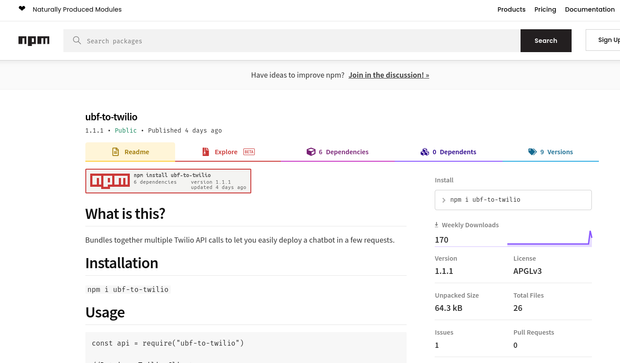 ❤ Naturally Produced Modules
Products Pricing Documentation
npm Search packages Search Sign Up
Have ideas to improve npm? Join in the discussion! »
ubf-to-twilio
1.1.1 • Public • Published 4 days ago
Readme Explore BETA 6 Dependencies 0 Dependents 9 Versions
npm install ubf-to-twilio
6 dependencies version 1.1.1
updated 4 days ago
What is this?
Bundles together multiple Twilio API calls to let you easily deploy a chatbot in a few requests.
Installation
npm i ubf-to-twilio
Usage
const api = require("ubf-to-twilio")
Install
> npm i ubf-to-twilio
Weekly Downloads
170
Version License
1.1.1 APGLv3
Unpacked Size Total Files
64.3 kB 26
Issues Pull Requests
1 0